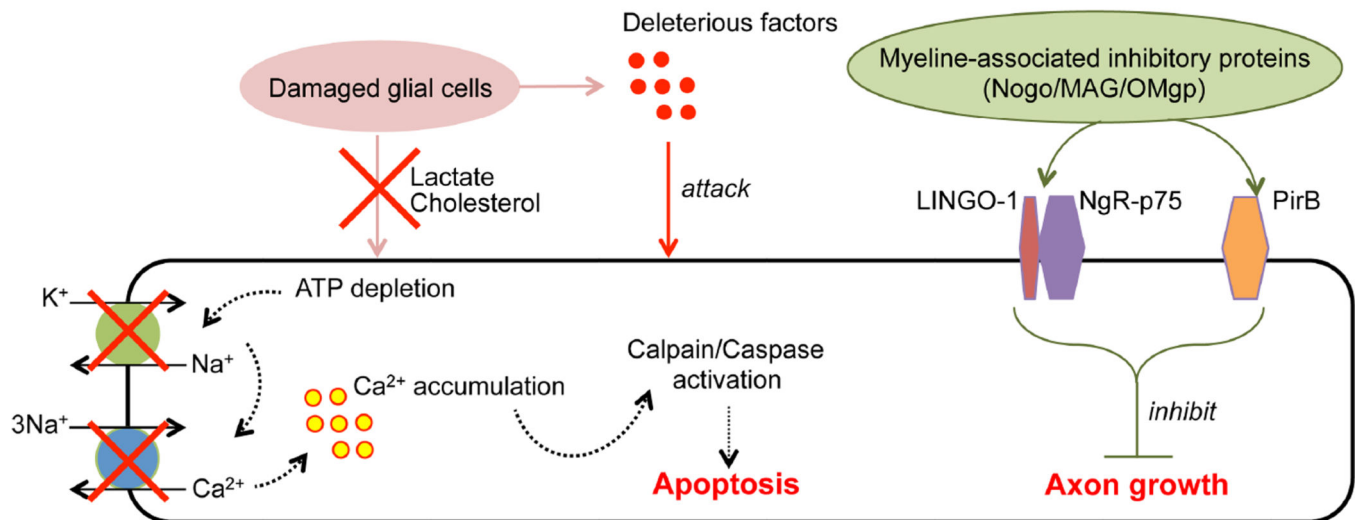 Deleterious factors
Damaged glial cells
Myeline-associated inhibitory proteins
(Nogo/MAG/OMgp)
Lactate
Cholesterol
attack
LINGO-1
NgR-p75
PirB
K⁺
ATP depletion
Na⁺
Calpain/Caspase
activation
Ca²⁺ accumulation
3Na⁺
inhibit
Ca²⁺
Apoptosis
Axon growth